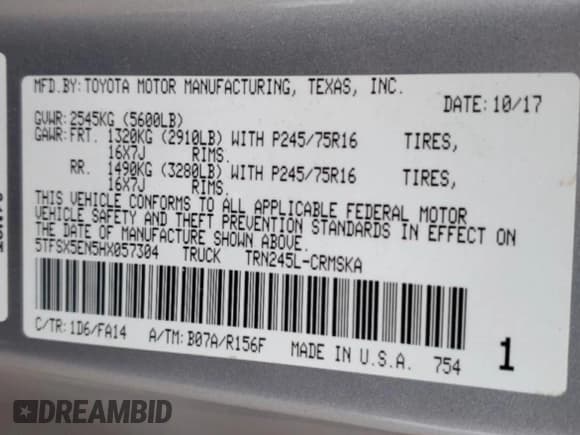 MFD.BY:TOYOTA MOTOR MANUFACTURING, TEXAS, INC.
DATE:10/17
GVWR:2545KG (5600LB)
GAWR:FRT. 1320KG (2910LB) WITH P245/75R16 TIRES,
16X7J RIMS.
RR. 1490KG (3280LB) WITH P245/75R16 TIRES,
16X7J RIMS.
THIS VEHICLE CONFORMS TO ALL APPLICABLE FEDERAL MOTOR
VEHICLE SAFETY AND THEFT PREVENTION STANDARDS IN EFFECT ON
THE DATE OF MANUFACTURE SHOWN ABOVE.
5TFSX5EN5HX057304 TRUCK TRN245L-CRMSKA
C/TR:1D6/FA14 A/TM:B07A/R156F MADE IN U.S.A. 754 1
DREAMBID